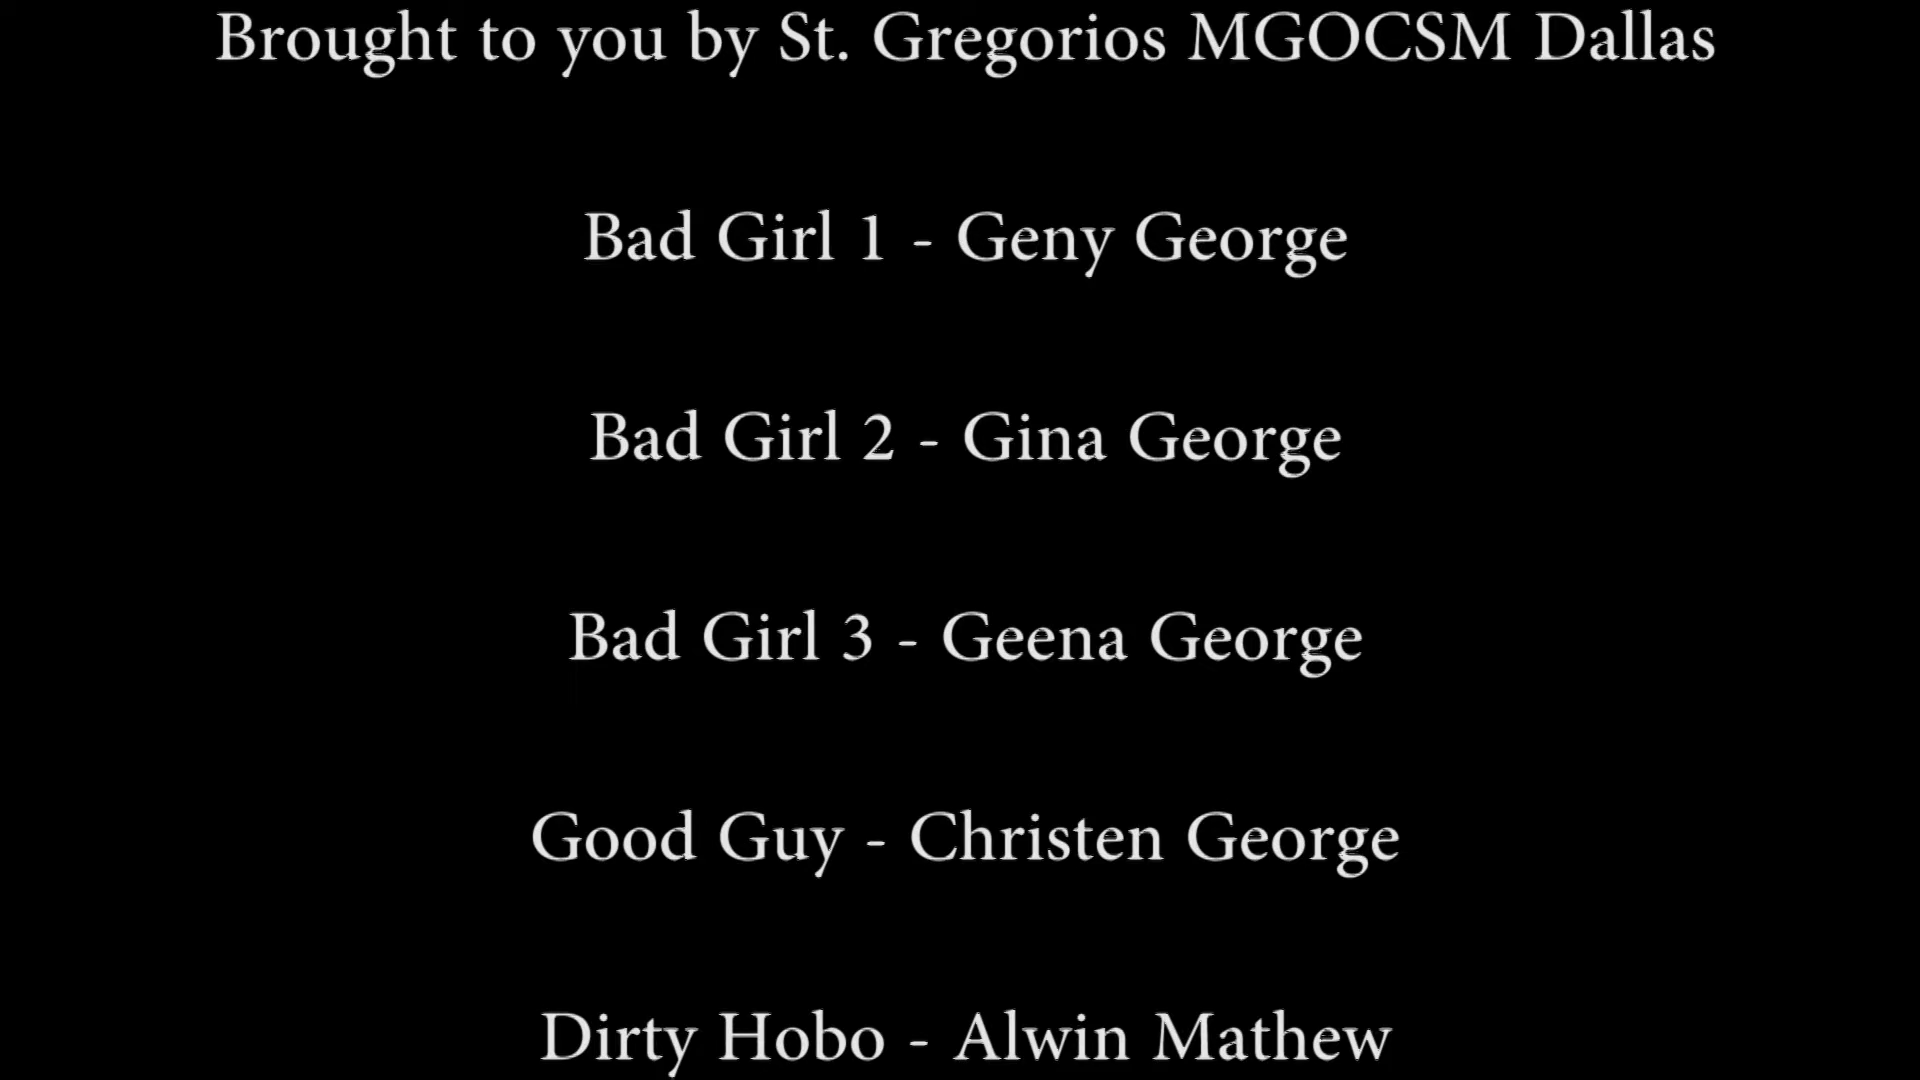 Brought to you by St. Gregorios MGOCSM Dallas
Bad Girl 1 - Geny George
Bad Girl 2 - Gina George
Bad Girl 3 - Geena George
Good Guy - Christen George
Dirty Hobo - Alwin Mathew